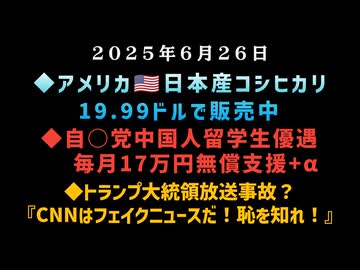 ２０２５年６月２６日
◆アメリカ🇺🇸日本産コシヒカリ
19.99ドルで販売中
◆自○党中国人留学生優遇
毎月17万円無償支援+α
◆トランプ大統領放送事故？
『CNNはフェイクニュースだ！恥を知れ！』